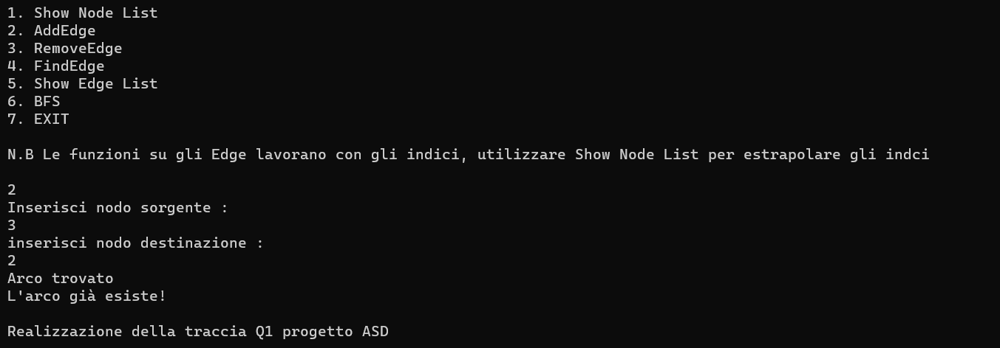 1. Show Node List
2. AddEdge
3. RemoveEdge
4. FindEdge
5. Show Edge List
6. BFS
7. EXIT
N.B Le funzioni su gli Edge lavorano con gli indici, utilizzare Show Node List per estrapolare gli indci
2
Inserisci nodo sorgente :
3
inserisci nodo destinazione :
2
Arco trovato
L'arco già esiste!
Realizzazione della traccia Q1 progetto ASD